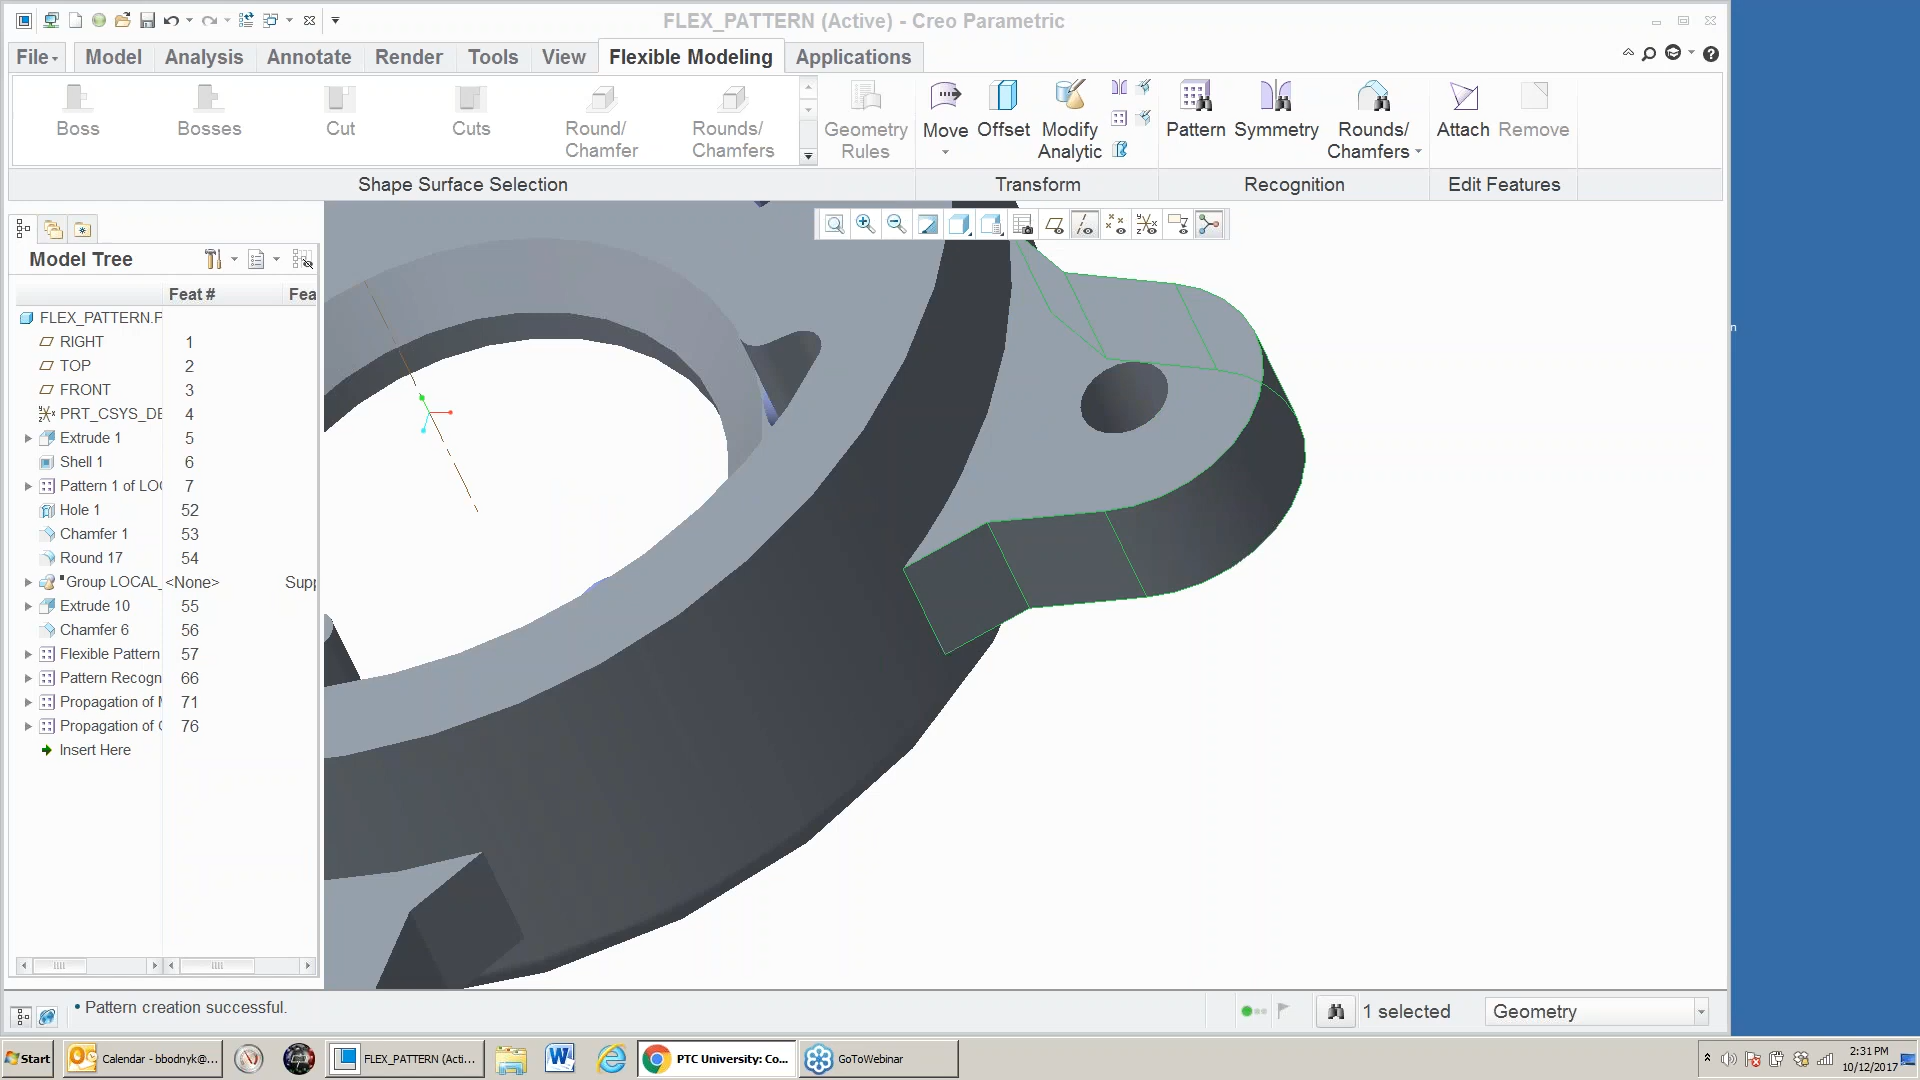 FLEX_PATTERN (Active) - Creo Parametric
File Model Analysis Annotate Render Tools View Flexible Modeling Applications
Boss Bosses Cut Cuts Round/ Chamfer Rounds/ Chamfers Geometry Rules Move Offset Modify Analytic Pattern Symmetry Rounds/ Chamfers Attach Remove
Shape Surface Selection Transform Recognition Edit Features
Model Tree
Feat # Fea
FLEX_PATTERN.P
RIGHT 1
TOP 2
FRONT 3
PRT_CSYS_DE 4
Extrude 1 5
Shell 1 6
Pattern 1 of LOC 7
Hole 1 52
Chamfer 1 53
Round 17 54
Group LOCAL_ <None> Supp
Extrude 10 55
Chamfer 6 56
Flexible Pattern 57
Pattern Recogn 66
Propagation of M 71
Propagation of C 76
Insert Here
n
• Pattern creation successful.
1 selected Geometry
Start Calendar - bbodnyk@... FLEX_PATTERN (Acti... PTC University: Co... GoToWebinar
2:31 PM
10/12/2017